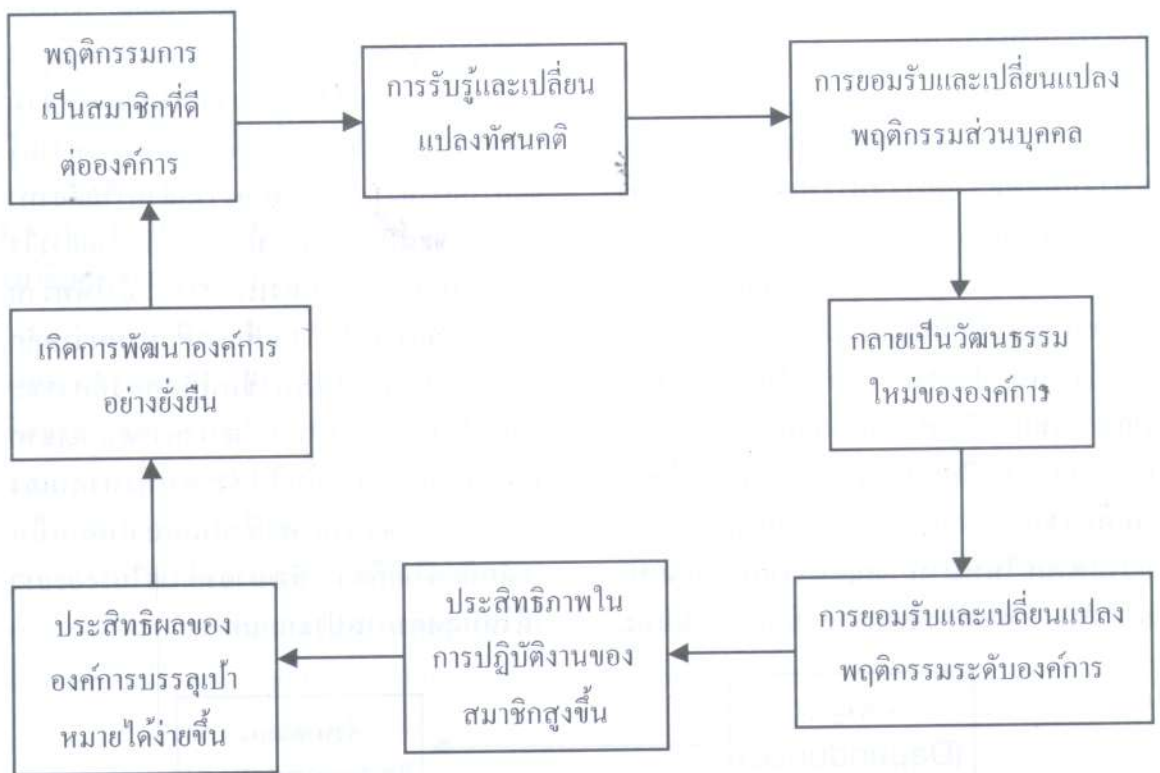 พฤติกรรมการ
เป็นสมาชิกที่ดี
ต่อองค์การ
การรับรู้และเปลี่ยน
แปลงทัศนคติ
การยอมรับและเปลี่ยนแปลง
พฤติกรรมส่วนบุคคล
กลายเป็นวัฒนธรรม
ใหม่ขององค์การ
การยอมรับและเปลี่ยนแปลง
พฤติกรรมระดับองค์การ
ประสิทธิภาพใน
การปฏิบัติงานของ
สมาชิกสูงขึ้น
ประสิทธิผลของ
องค์การบรรลุเป้า
หมายได้ง่ายขึ้น
เกิดการพัฒนาองค์การ
อย่างยั่งยืน